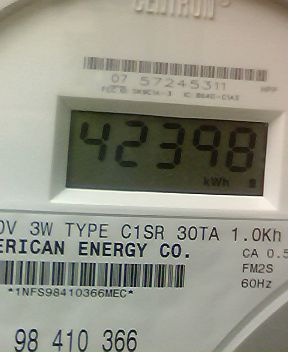 CENTRON
07 57245311
42398
kWh
0V 3W TYPE C1SR 30TA 1.0Kh
ERICAN ENERGY CO.
CA 0.5
FM2S
60Hz
*1NFS98410366MEC*
98 410 366